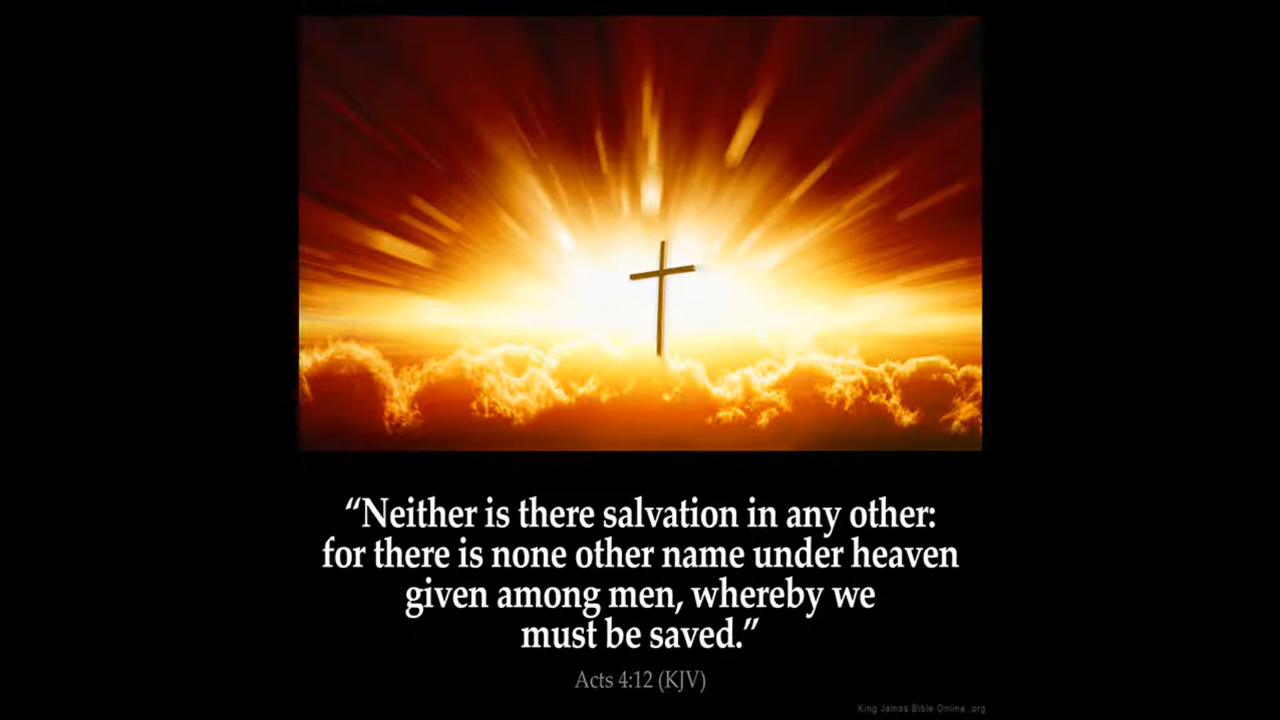 “Neither is there salvation in any other:
for there is none other name under heaven
given among men, whereby we
must be saved.”
Acts 4:12 (KJV)
King James Bible Online .org